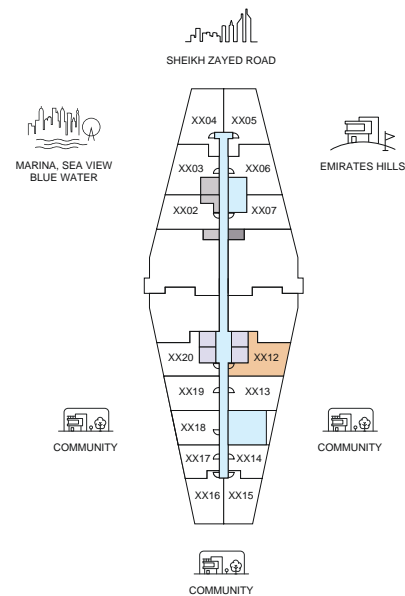 SHEIKH ZAYED ROAD
MARINA, SEA VIEW
BLUE WATER
EMIRATES HILLS
XX04 XX05
XX03 XX06
XX02 XX07
XX20 XX12
XX19 XX13
XX18
XX17 XX14
XX16 XX15
COMMUNITY
COMMUNITY
COMMUNITY